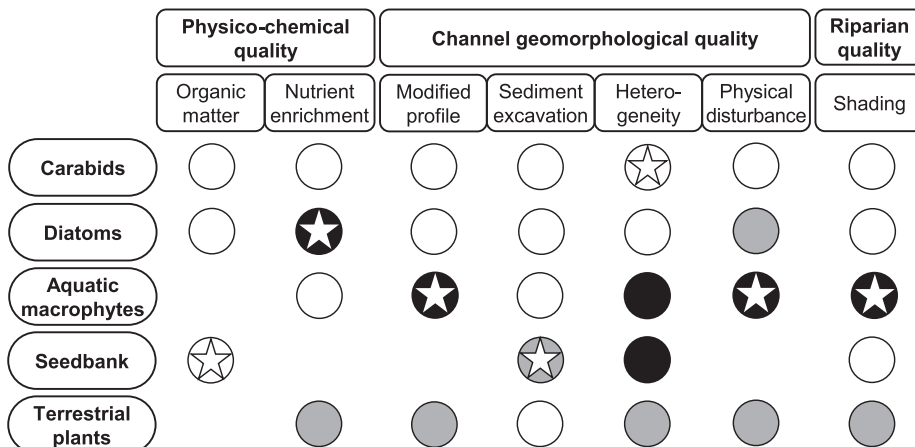 Physico-chemical
quality
Channel geomorphological quality
Riparian
quality
Organic
matter
Nutrient
enrichment
Modified
profile
Sediment
excavation
Hetero-
geneity
Physical
disturbance
Shading
Carabids
Diatoms
Aquatic
macrophytes
Seedbank
Terrestrial
plants